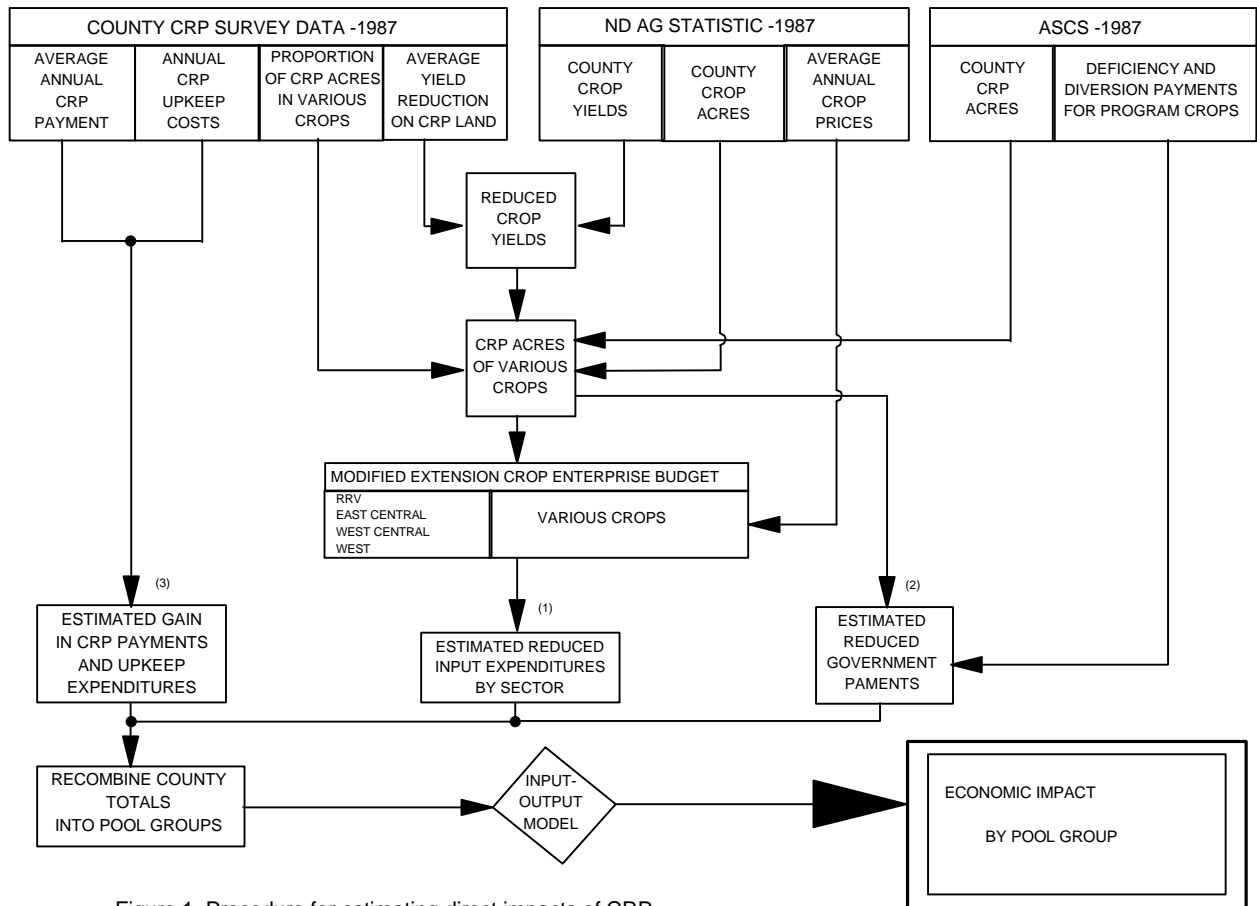 COUNTY CRP SURVEY DATA -1987
AVERAGE
ANNUAL
CRP
PAYMENT
ANNUAL
CRP
UPKEEP
COSTS
PROPORTION
OF CRP ACRES
IN VARIOUS
CROPS
AVERAGE
YIELD
REDUCTION
ON CRP LAND
ND AG STATISTIC -1987
COUNTY
CROP
YIELDS
COUNTY
CROP
ACRES
AVERAGE
ANNUAL
CROP
PRICES
ASCS -1987
COUNTY
CRP
ACRES
DEFICIENCY AND
DIVERSION PAYMENTS
FOR PROGRAM CROPS
REDUCED
CROP
YIELDS
CRP ACRES
OF VARIOUS
CROPS
MODIFIED EXTENSION CROP ENTERPRISE BUDGET
RRV
EAST CENTRAL
WEST CENTRAL
WEST
VARIOUS CROPS
(3)
(1)
(2)
ESTIMATED GAIN
IN CRP PAYMENTS
AND UPKEEP
EXPENDITURES
ESTIMATED REDUCED
INPUT EXPENDITURES
BY SECTOR
ESTIMATED
REDUCED
GOVERNMENT
PAMENTS
RECOMBINE COUNTY
TOTALS
INTO POOL GROUPS
INPUT-
OUTPUT
MODEL
ECONOMIC IMPACT
BY POOL GROUP